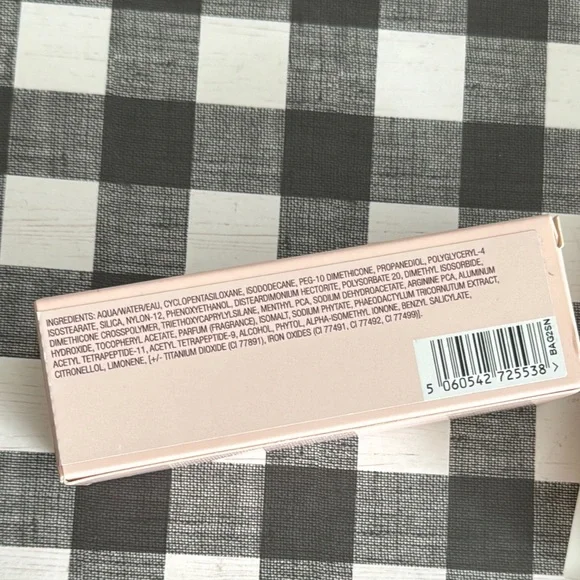 INGREDIENTS: AQUA/WATER/EAU, CYCLOPENTASILOXANE, ISODODECANE, PEG-10 DIMETHICONE, PROPANEDIOL, POLYGLYCERYL-4
ISOSTEARATE, SILICA, NYLON-12, PHENOXYETHANOL, DISTEARDIMONIUM HECTORITE, POLYSORBATE 20, DIMETHYL ISOSORBIDE,
DIMETHICONE CROSSPOLYMER, TRIETHOXYCAPRYLYLSILANE, MENTHYL PCA, SODIUM DEHYDROACETATE, ARGININE PCA, ALUMINUM
HYDROXIDE, TOCOPHERYL ACETATE, PARFUM (FRAGRANCE), ISOMALT, SODIUM PHYTATE, PHAEODACTYLUM TRICORNUTUM EXTRACT,
ACETYL TETRAPEPTIDE-11, ACETYL TETRAPEPTIDE-9, ALCOHOL, PHYTOL, ALPHA-ISOMETHYL IONONE, BENZYL SALICYLATE,
CITRONELLOL, LIMONENE, [+/- TITANIUM DIOXIDE (CI 77891), IRON OXIDES (CI 77491, CI 77492, CI 77499)].
5 060542 725538 >
BAG2SN